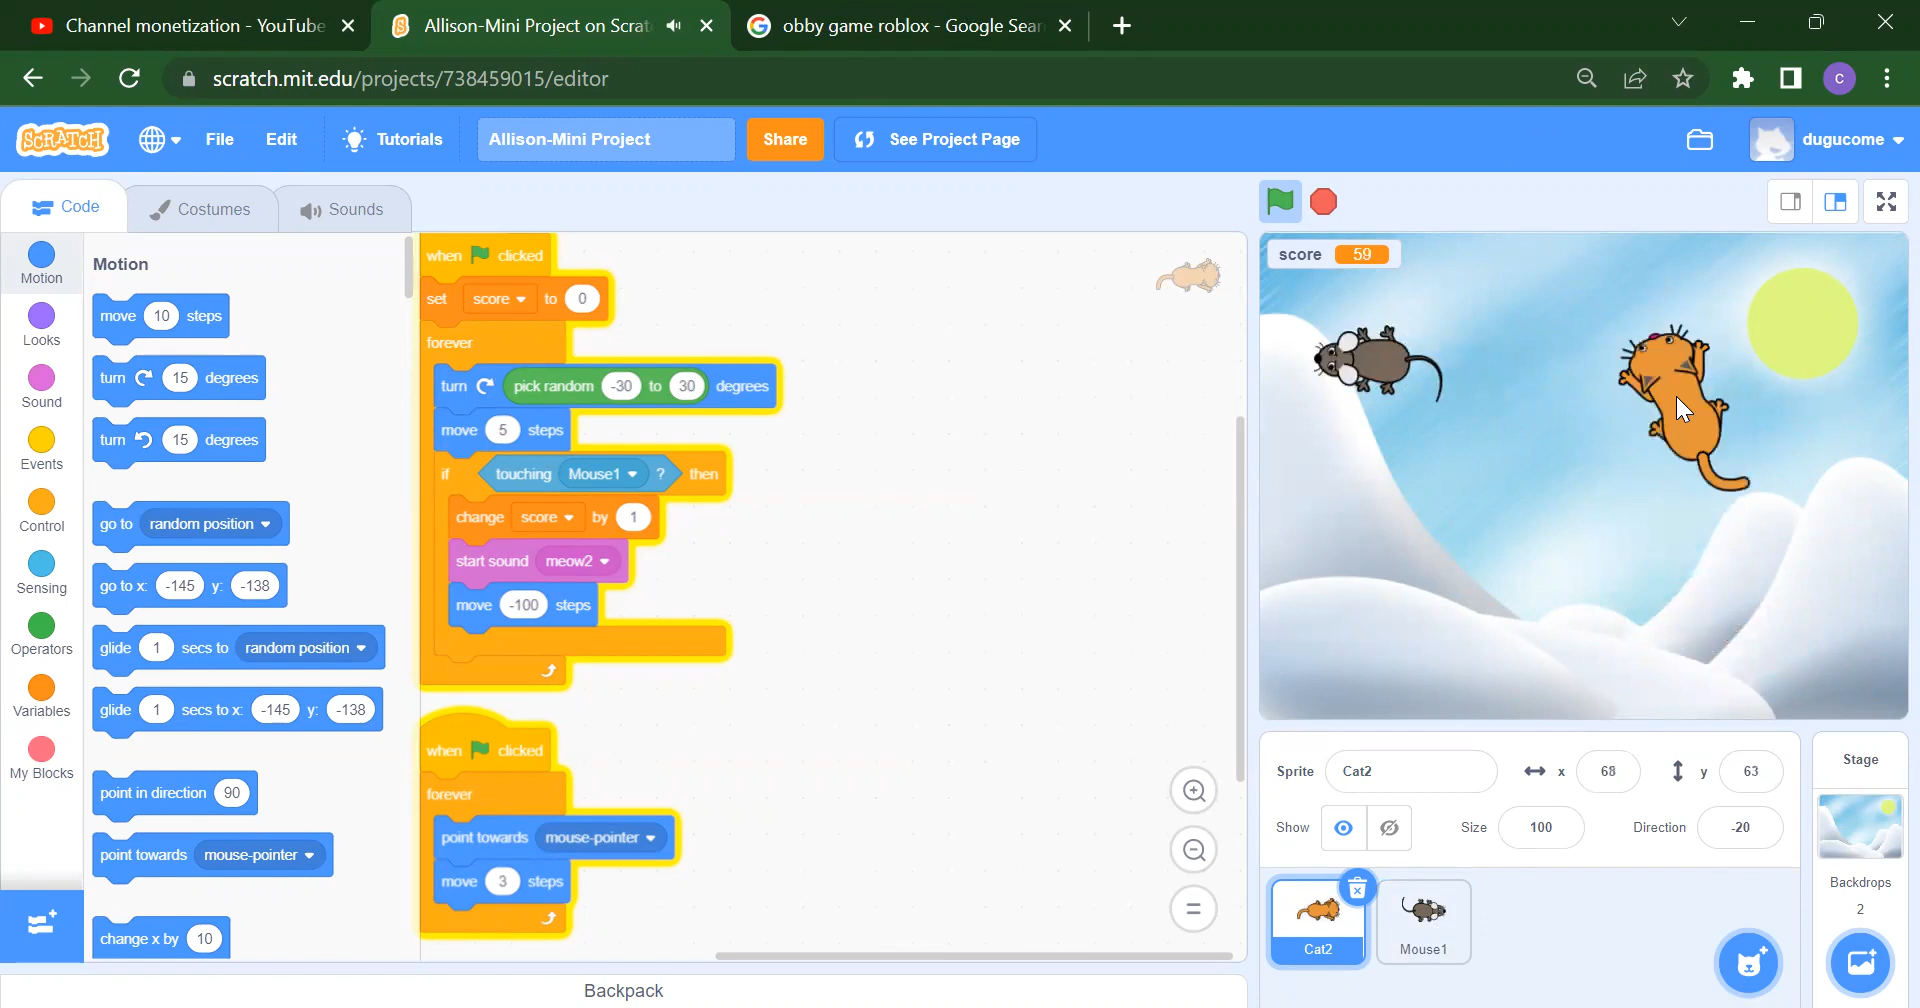 Channel monetization - YouTube
Allison-Mini Project on Scrat
obby game roblox - Google Sear
scratch.mit.edu/projects/738459015/editor
C
SCRATCH
File
Edit
Tutorials
Allison-Mini Project
Share
See Project Page
dugucome
Code
Costumes
Sounds
Motion
Looks
Sound
Events
Control
Sensing
Operators
Variables
My Blocks
Motion
move 10 steps
turn 15 degrees
turn 15 degrees
go to random position
go to x: -145 y: -138
glide 1 secs to random position
glide 1 secs to x: -145 y: -138
point in direction 90
point towards mouse-pointer
change x by 10
when clicked
set score to 0
forever
turn pick random -30 to 30 degrees
move 5 steps
if touching Mouse1 ? then
change score by 1
start sound meow2
move -100 steps
when clicked
forever
point towards mouse-pointer
move 3 steps
Backpack
score 59
Sprite Cat2 x 68 y 63
Show Size 100 Direction -20
Cat2
Mouse1
Stage
Backdrops
2